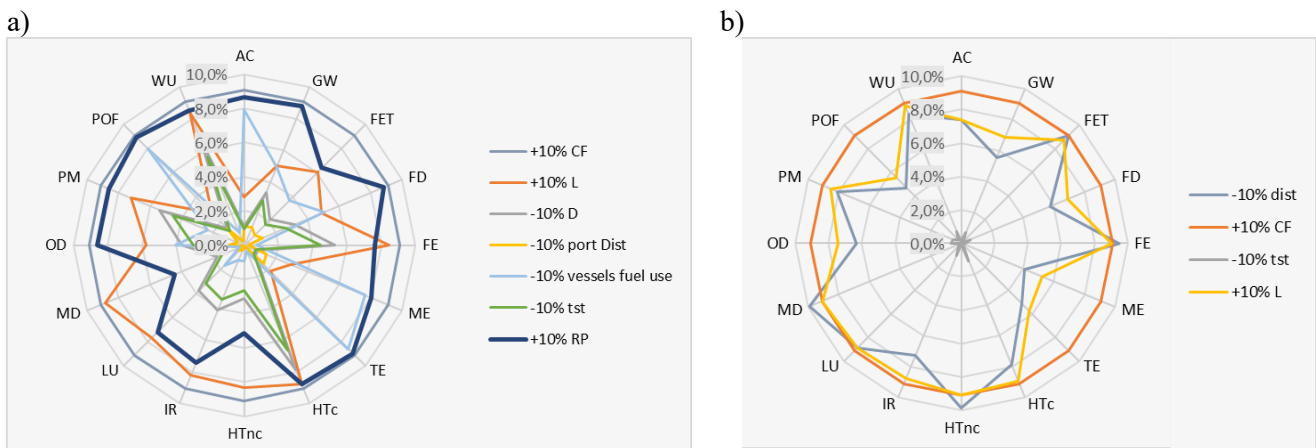 a)
AC
GW
FET
FD
FE
ME
TE
HTc
HTnc
IR
LU
MD
OD
PM
POF
WU
10,0%
8,0%
6,0%
4,0%
2,0%
0,0%
+10% CF
+10% L
-10% D
-10% port Dist
-10% vessels fuel use
-10% tst
+10% RP
b)
AC
GW
FET
FD
FE
ME
TE
HTc
HTnc
IR
LU
MD
OD
PM
POF
WU
10,0%
8,0%
6,0%
4,0%
2,0%
0,0%
-10% dist
+10% CF
-10% tst
+10% L